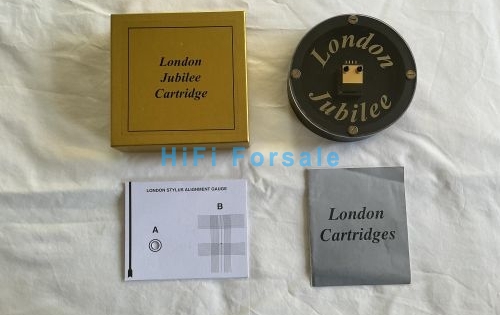 London
Jubilee
Cartridge
London
Jubilee
HiFi Forsale
LONDON STYLUS ALIGNMENT GAUGE
A
B
London
Cartridges